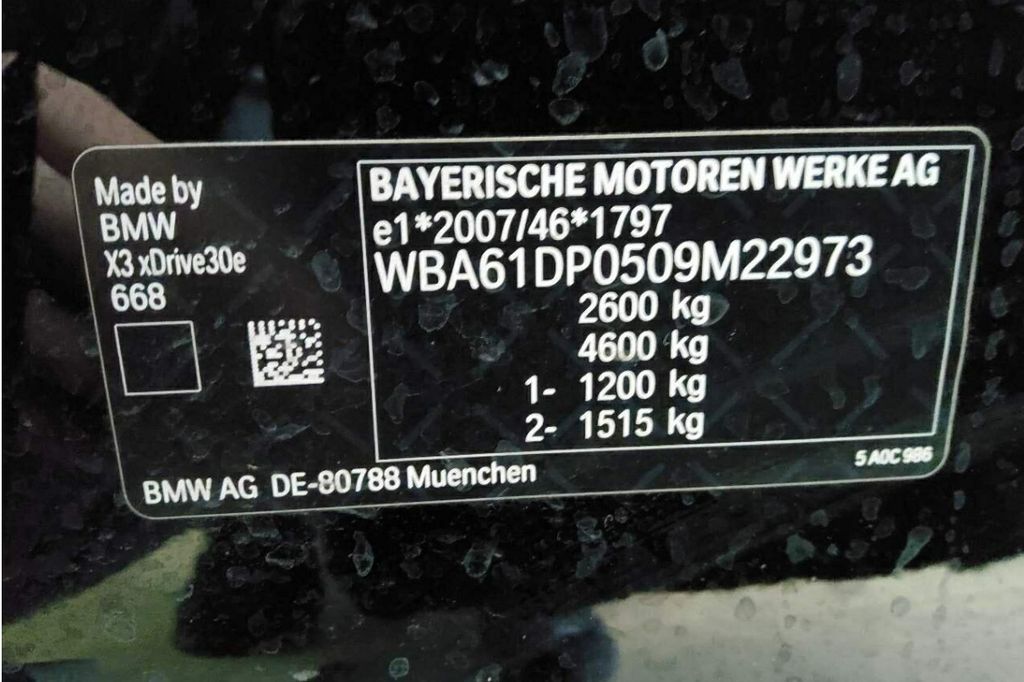 Made by
BMW
X3 xDrive30e
668
BAYERISCHE MOTOREN WERKE AG
e1*2007/46*1797
WBA61DP0509M22973
2600 kg
4600 kg
1- 1200 kg
2- 1515 kg
BMW AG DE-80788 Muenchen
5 A0C 986